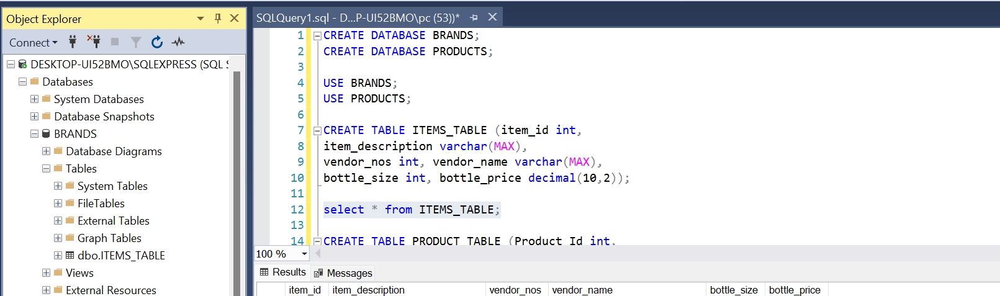 Object Explorer
Connect
DESKTOP-UI52BMO\SQLEXPRESS (SQL S
Databases
System Databases
Database Snapshots
BRANDS
Database Diagrams
Tables
System Tables
FileTables
External Tables
Graph Tables
dbo.ITEMS_TABLE
Views
External Resources
SQLQuery1.sql - D...P-UI52BMO\pc (53))*
1 CREATE DATABASE BRANDS;
2 CREATE DATABASE PRODUCTS;
3
4 USE BRANDS;
5 USE PRODUCTS;
6
7 CREATE TABLE ITEMS_TABLE (item_id int,
8 item_description varchar(MAX),
9 vendor_nos int, vendor_name varchar(MAX),
10 bottle_size int, bottle_price decimal(10,2));
11
12 select * from ITEMS_TABLE;
13
14 CREATE TABLE PRODUCT_TABLE (Product_Id int,
100 %
Results Messages
item_id item_description vendor_nos vendor_name bottle_size bottle_price